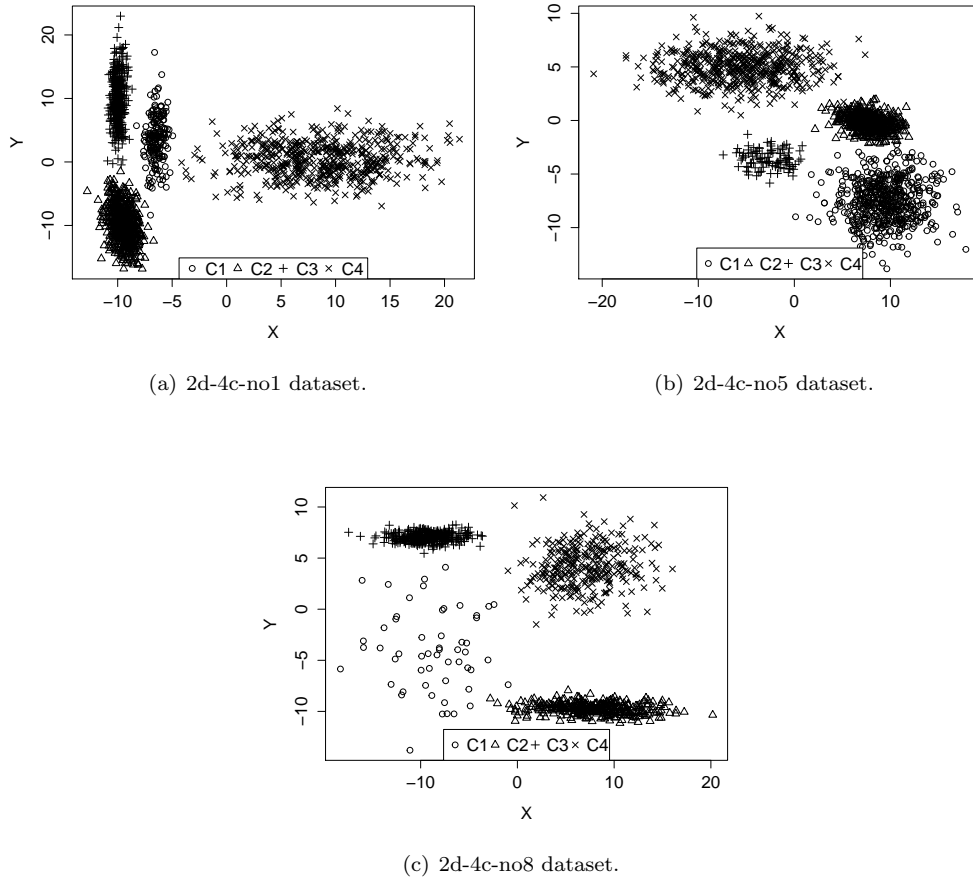 20
10
0
−10
Y
−10
−5
0
5
10
15
20
X
○ C1 △ C2 + C3 × C4
(a) 2d-4c-no1 dataset.
10
5
0
−5
−10
Y
−20
−10
0
10
X
○ C1 △ C2 + C3 × C4
(b) 2d-4c-no5 dataset.
10
5
0
−5
−10
Y
−10
0
10
20
X
○ C1 △ C2 + C3 × C4
(c) 2d-4c-no8 dataset.